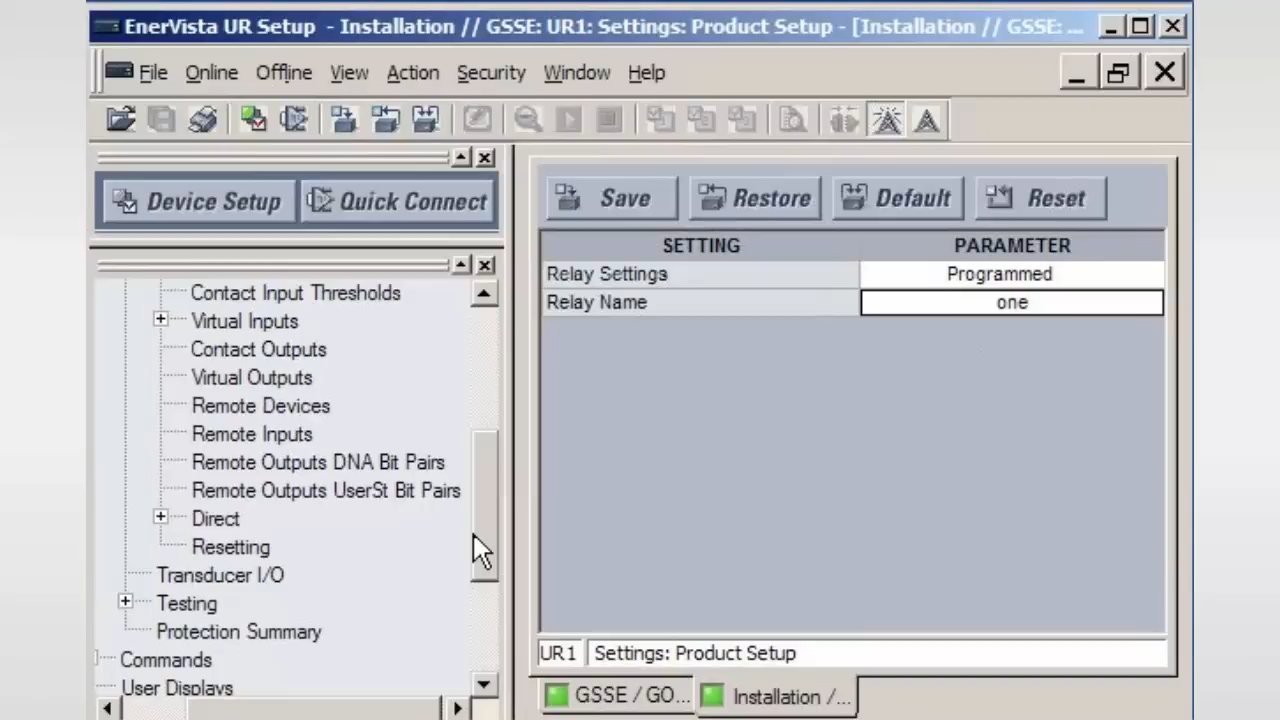 EnerVista UR Setup - Installation // GSSE: UR1: Settings: Product Setup - [Installation // GSSE: ...
File Online Offline View Action Security Window Help
Device Setup Quick Connect
Contact Input Thresholds
Virtual Inputs
Contact Outputs
Virtual Outputs
Remote Devices
Remote Inputs
Remote Outputs DNA Bit Pairs
Remote Outputs UserSt Bit Pairs
Direct
Resetting
Transducer I/O
Testing
Protection Summary
Commands
User Displays
Save Restore Default Reset
SETTING PARAMETER
Relay Settings Programmed
Relay Name one
UR1 Settings: Product Setup
GSSE / GO... Installation /...